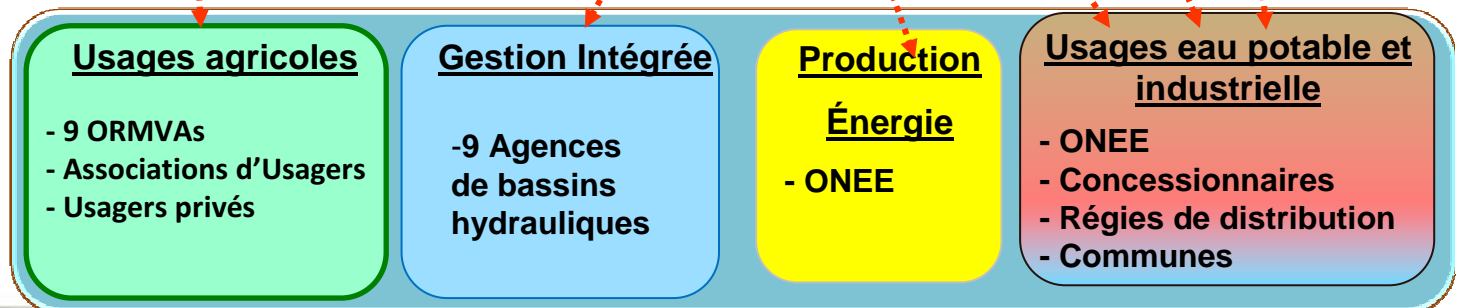 Usages agricoles
- 9 ORMVAs
- Associations d’Usagers
- Usagers privés
Gestion Intégrée
-9 Agences
de bassins
hydrauliques
Production
Énergie
- ONEE
Usages eau potable et
industrielle
- ONEE
- Concessionnaires
- Régies de distribution
- Communes